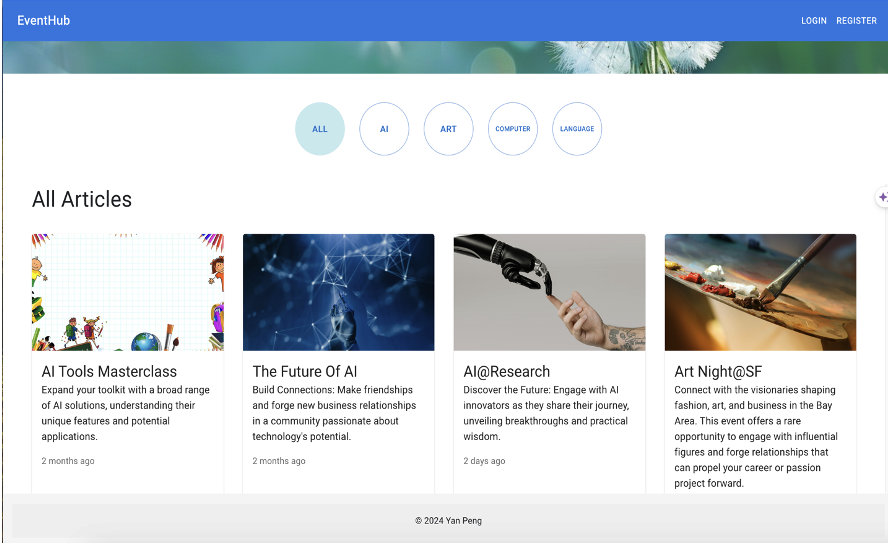 EventHub
LOGIN REGISTER
ALL
AI
ART
COMPUTER
LANGUAGE
All Articles
AI Tools Masterclass
Expand your toolkit with a broad range
of AI solutions, understanding their
unique features and potential
applications.
2 months ago
The Future Of AI
Build Connections: Make friendships
and forge new business relationships
in a community passionate about
technology's potential.
2 months ago
AI@Research
Discover the Future: Engage with AI
innovators as they share their journey,
unveiling breakthroughs and practical
wisdom.
2 days ago
Art Night@SF
Connect with the visionaries shaping
fashion, art, and business in the Bay
Area. This event offers a rare
opportunity to engage with influential
figures and forge relationships that
can propel your career or passion
project forward.
© 2024 Yan Peng